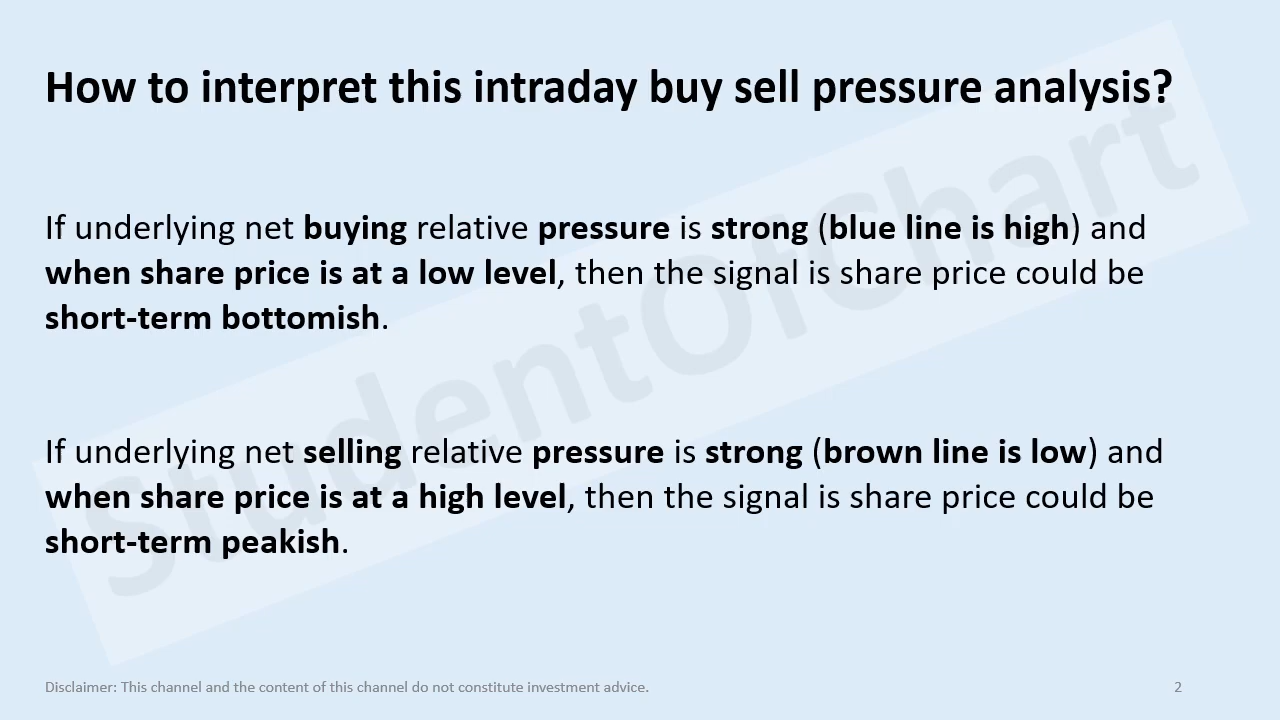 How to interpret this intraday buy sell pressure analysis?
If underlying net buying relative pressure is strong (blue line is high) and
when share price is at a low level, then the signal is share price could be
short-term bottomish.
If underlying net selling relative pressure is strong (brown line is low) and
when share price is at a high level, then the signal is share price could be
short-term peakish.
StudentOfChart
Disclaimer: This channel and the content of this channel do not constitute investment advice.
2